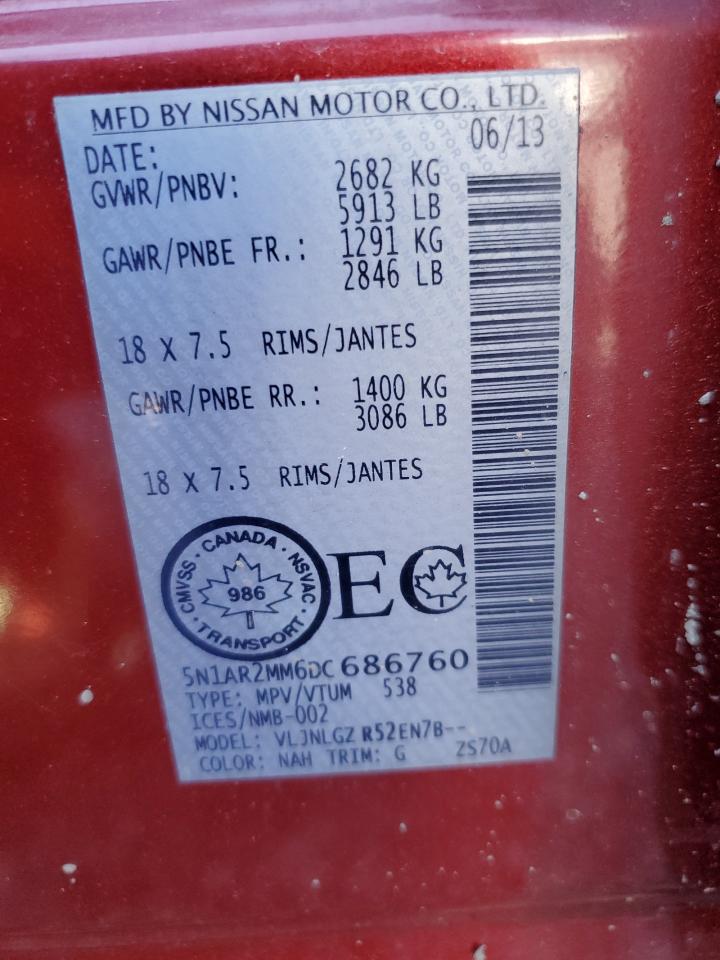 MFD BY NISSAN MOTOR CO., LTD.
DATE: 06/13
GVWR/PNBV: 2682 KG
5913 LB
GAWR/PNBE FR.: 1291 KG
2846 LB
18 X 7.5 RIMS/JANTES
GAWR/PNBE RR.: 1400 KG
3086 LB
18 X 7.5 RIMS/JANTES
CANADA · NSVAC · TRANSPORT · CMVSS ·
986
EC
5N1AR2MM6DC686760
TYPE: MPV/VTUM 538
ICES/NMB-002
MODEL: VLJNLGZ R52EN7B--
COLOR: NAH TRIM: G ZS70A